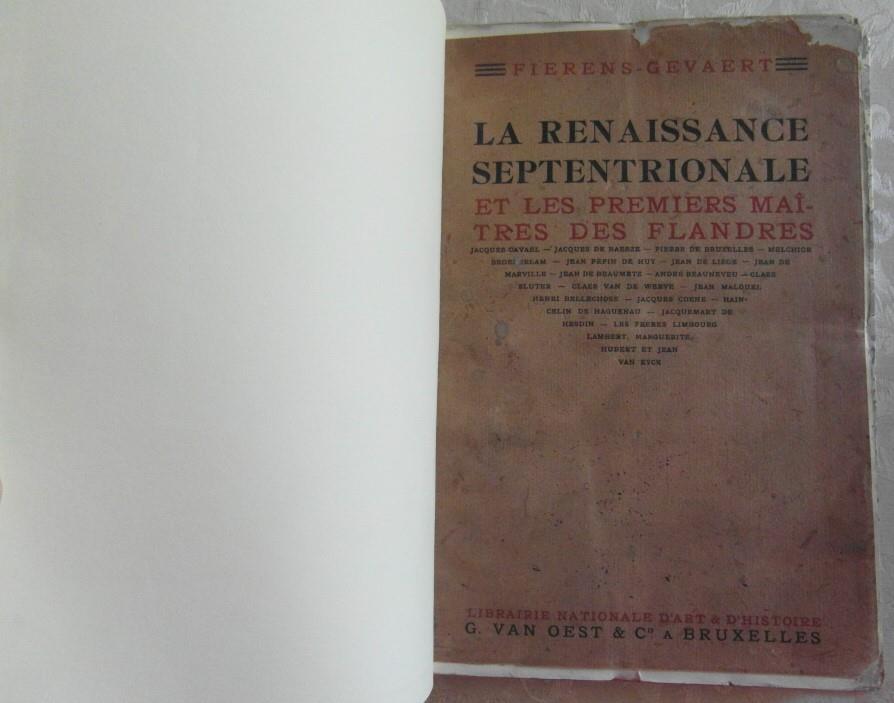 FIERENS-GEVAERT
LA RENAISSANCE
SEPTENTRIONALE
ET LES PREMIERS MAÎ-
TRES DES FLANDRES
JACQUES CAVAEL — JACQUES DE BAERZE — PIERRE DE BRUXELLES — MELCHIOR
BROEDERLAM — JEAN PEPIN DE HUY — JEAN DE LIÉGE — JEAN DE
MARVILLE — JEAN DE BEAUMETZ — ANDRÉ BEAUNEVEU — CLAES
SLUTER — CLAES VAN DE WERVE — JEAN MALOUEL
HENRI BELLECHOSE — JACQUES COENE — HAIN-
CELIN DE HAGUENAU — JACQUEMART DE
HESDIN — LES FRÈRES LIMBOURG
LAMBERT, MARGUERITE,
HUBERT ET JEAN
VAN EYCK
LIBRAIRIE NATIONALE D'ART & D'HISTOIRE
G. VAN OEST & Cº A BRUXELLES